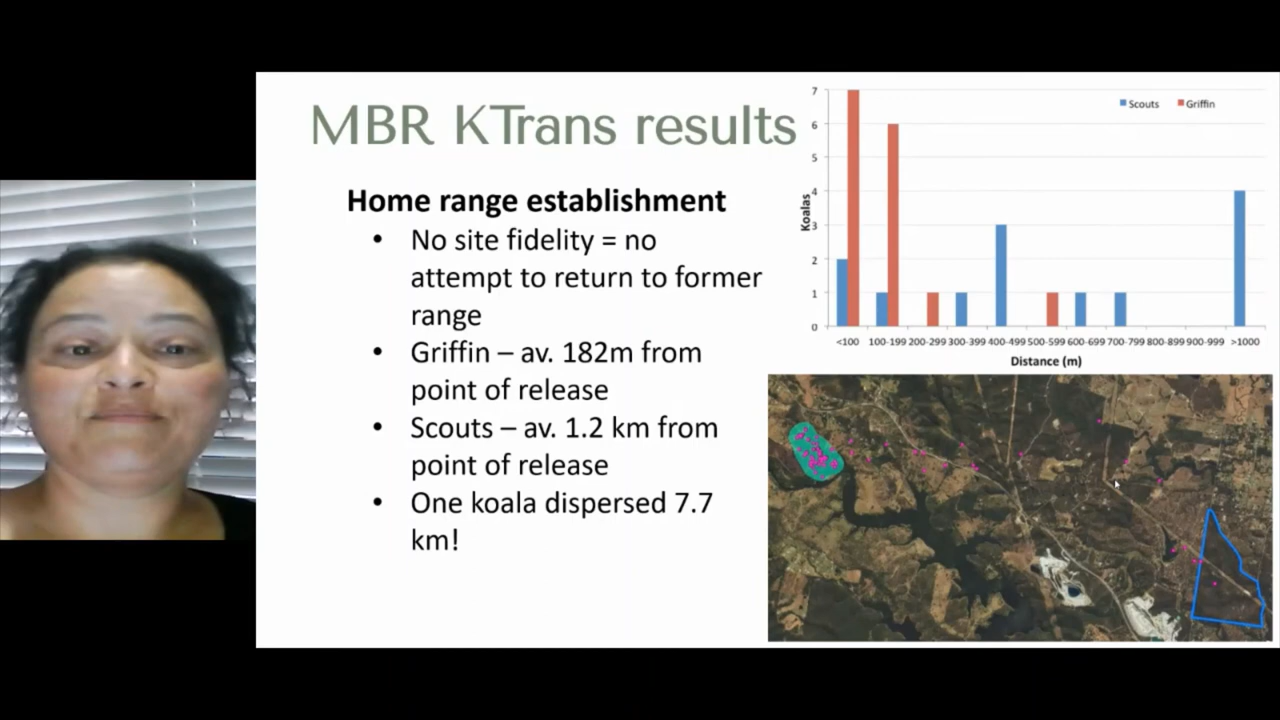 MBR KTrans results
Home range establishment
• No site fidelity = no
attempt to return to former
range
• Griffin – av. 182m from
point of release
• Scouts – av. 1.2 km from
point of release
• One koala dispersed 7.7
km!
Scouts Griffin
7
6
5
4
3
2
1
0
Koalas
<100 100-199 200-299 300-399 400-499 500-599 600-699 700-799 800-899 900-999 >1000
Distance (m)